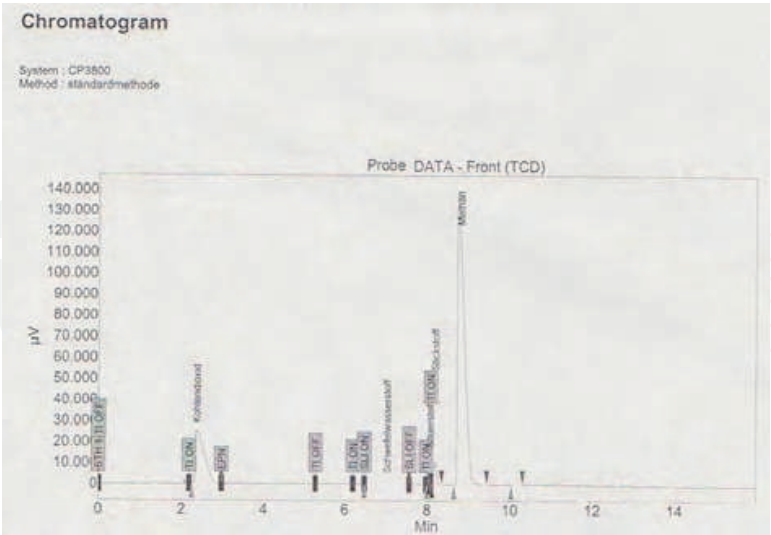 Chromatogram
System : CP3800
Method : standardmethode
Probe DATA - Front (TCD)
140.000
130.000
120.000
110.000
100.000
90.000
80.000
70.000
60.000
50.000
40.000
30.000
20.000
10.000
0
µV
TI OFF
TI ON
Kohlendioxid
EPN
TI OFF
TI ON
SLI ON
Schwefelwasserstoff
SLI OFF
TI ON
TI ON
Stickstoff
Methan
0 2 4 6 8 10 12 14
Min